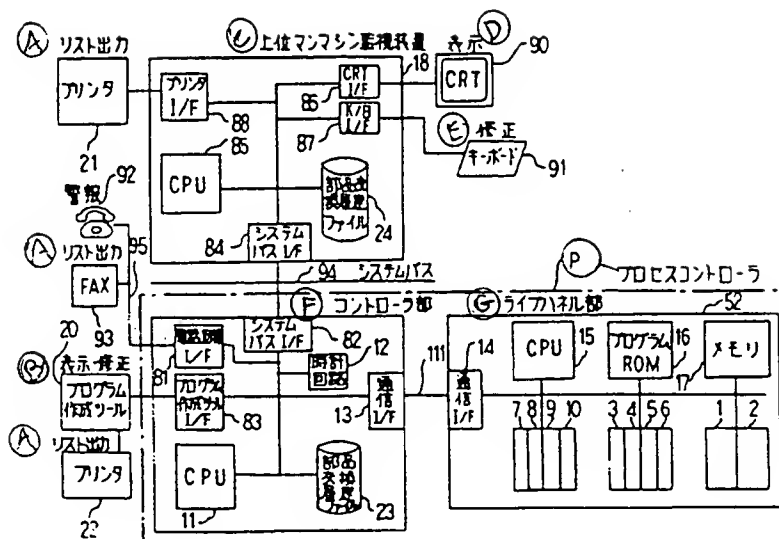 A リスト出力
プリンタ
21
C 上位マンマシン監視装置
18
プリンタ
I/F
88
CRT
I/F
86
K/B
I/F
87
85
CPU
部品交
換履歴
ファイル
24
84
システム
バス I/F
表示 D
CRT
90
E 修正
キーボード
91
92
警報
A リスト出力
95
FAX
93
94 システムバス
P プロセスコントローラ
20
B 表示・修正
プログラム
作成ツール
A リスト出力
プリンタ
22
F コントローラ部
I/F
81
システム
バス I/F
82
時計
回路
12
プログラム
作成ツール
I/F
83
13
通信
I/F
111
CPU
11
部品
交換
履歴
ファイル
23
G ドライブパネル部
52
14
通信
I/F
CPU
15
プログラム
ROM
16
メモリ
17
7 8 9 10
3 4 5 6
1 2